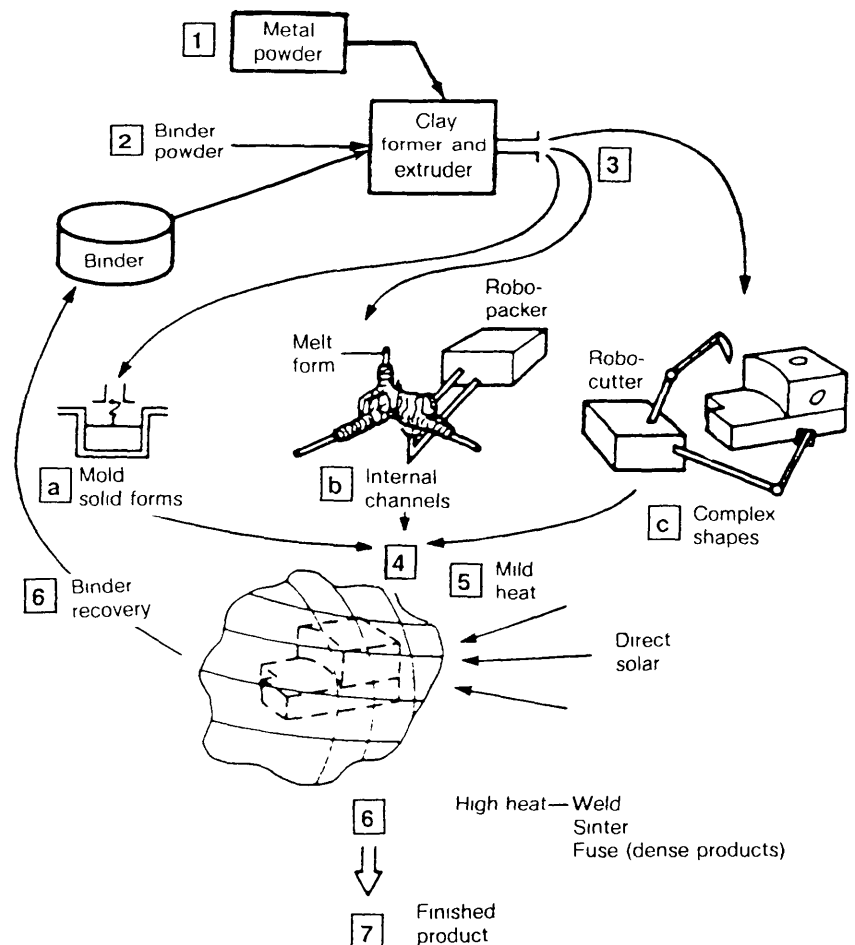 1
Metal
powder
2
Binder
powder
Clay
former and
extruder
3
Binder
Robo-
packer
Melt
form
Robo-
cutter
a
Mold
solid forms
b
Internal
channels
c
Complex
shapes
4
5
Mild
heat
6
Binder
recovery
Direct
solar
High heat—Weld
Sinter
Fuse (dense products)
6
7
Finished
product